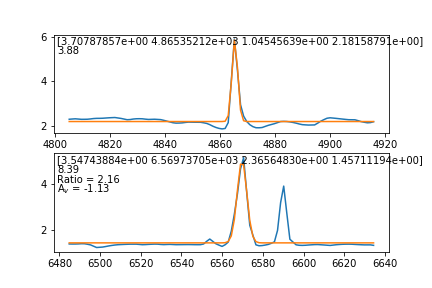 [3.70787857e+00 4.86535212e+03 1.04545639e+00 2.18158791e+00]
3.88
6
4
2
4800 4820 4840 4860 4880 4900 4920
[3.54743884e+00 6.56973705e+03 2.36564830e+00 1.45711194e+00]
8.39
Ratio = 2.16
Av = -1.13
4
2
6480 6500 6520 6540 6560 6580 6600 6620 6640